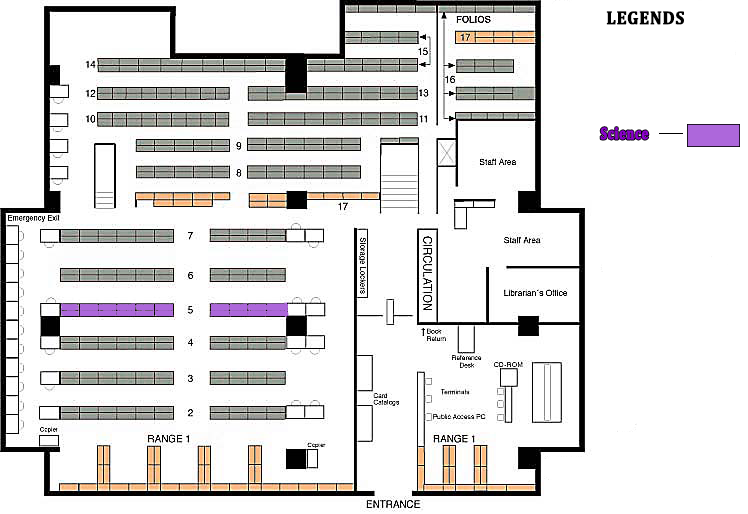 LEGENDS
FOLIOS
17
15
14
16
12
13
10
11
Science
9
Staff Area
8
17
Emergency Exit
7
Storage Lockers
CIRCULATION
Staff Area
6
Librarian´s Office
5
Book
Return
4
Reference
Desk
CD-ROM
3
Card
Catalogs
Terminals
2
Public Access PC
Copier
RANGE 1
Copier
RANGE 1
ENTRANCE